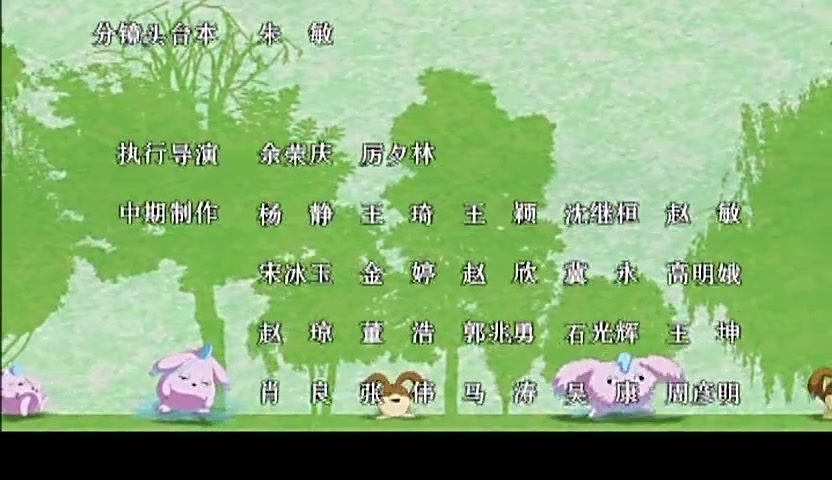 分镜头台本 朱 敏
执行导演 余荣庆 厉夕林
中期制作 杨 静 王 琦 王 颖 沈继桓 赵 敏
宋冰玉 金 婷 赵 欣 冀 永 高明娥
赵 琼 董 浩 郭兆勇 石光辉 王 坤
肖 良 张 伟 马 涛 吴 康 周彦明